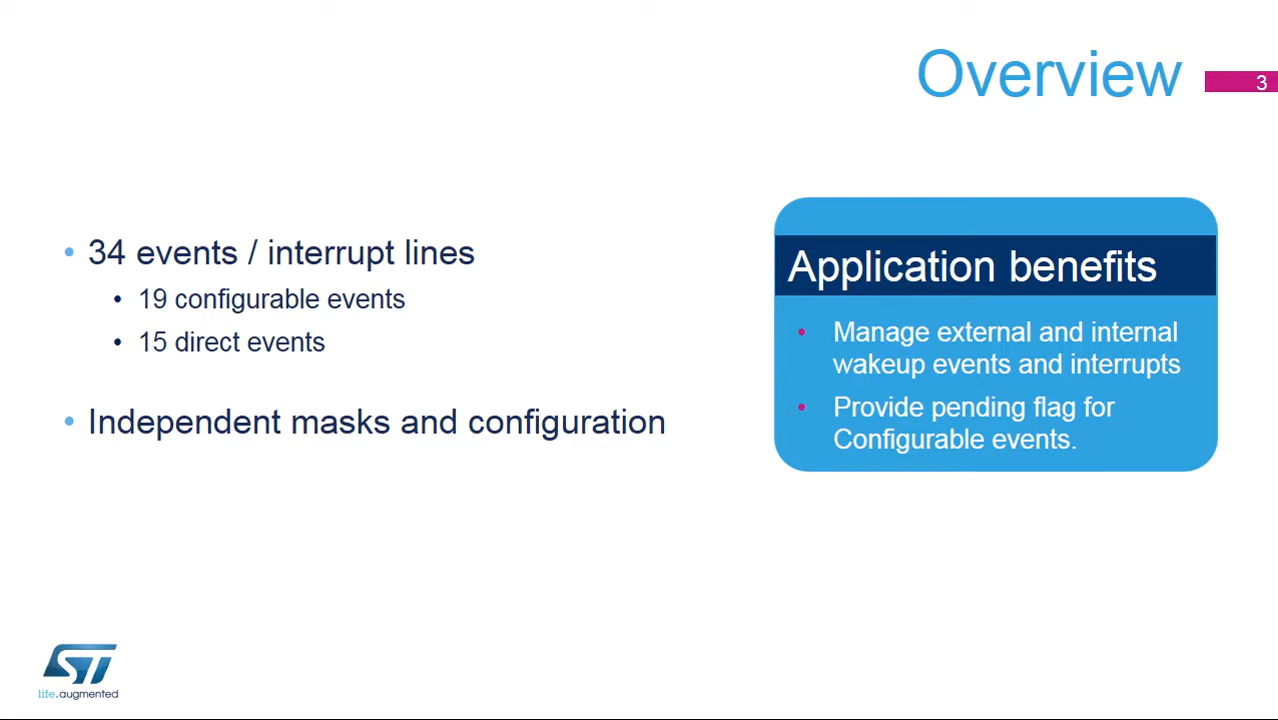 Overview
3
• 34 events / interrupt lines
• 19 configurable events
• 15 direct events
• Independent masks and configuration
Application benefits
• Manage external and internal
wakeup events and interrupts
• Provide pending flag for
Configurable events.
ST
life.augmented